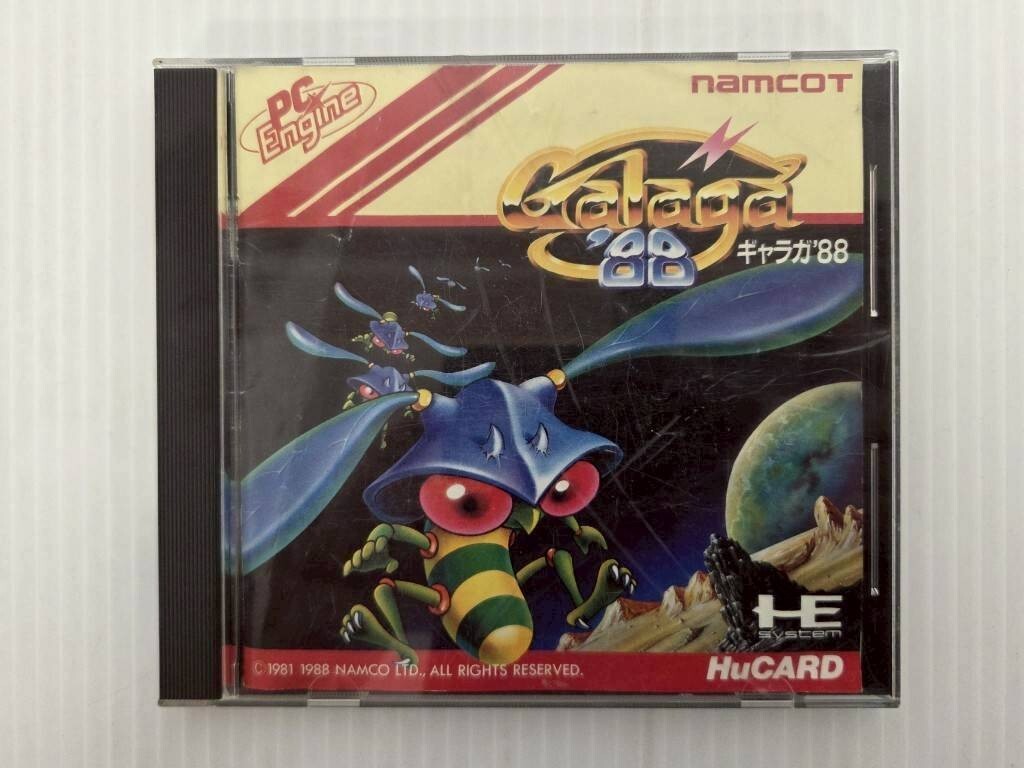 PC Engine
namcot
Galaga
'88
ギャラガ'88
HE
system
© 1981 1988 NAMCO LTD., ALL RIGHTS RESERVED.
HuCARD